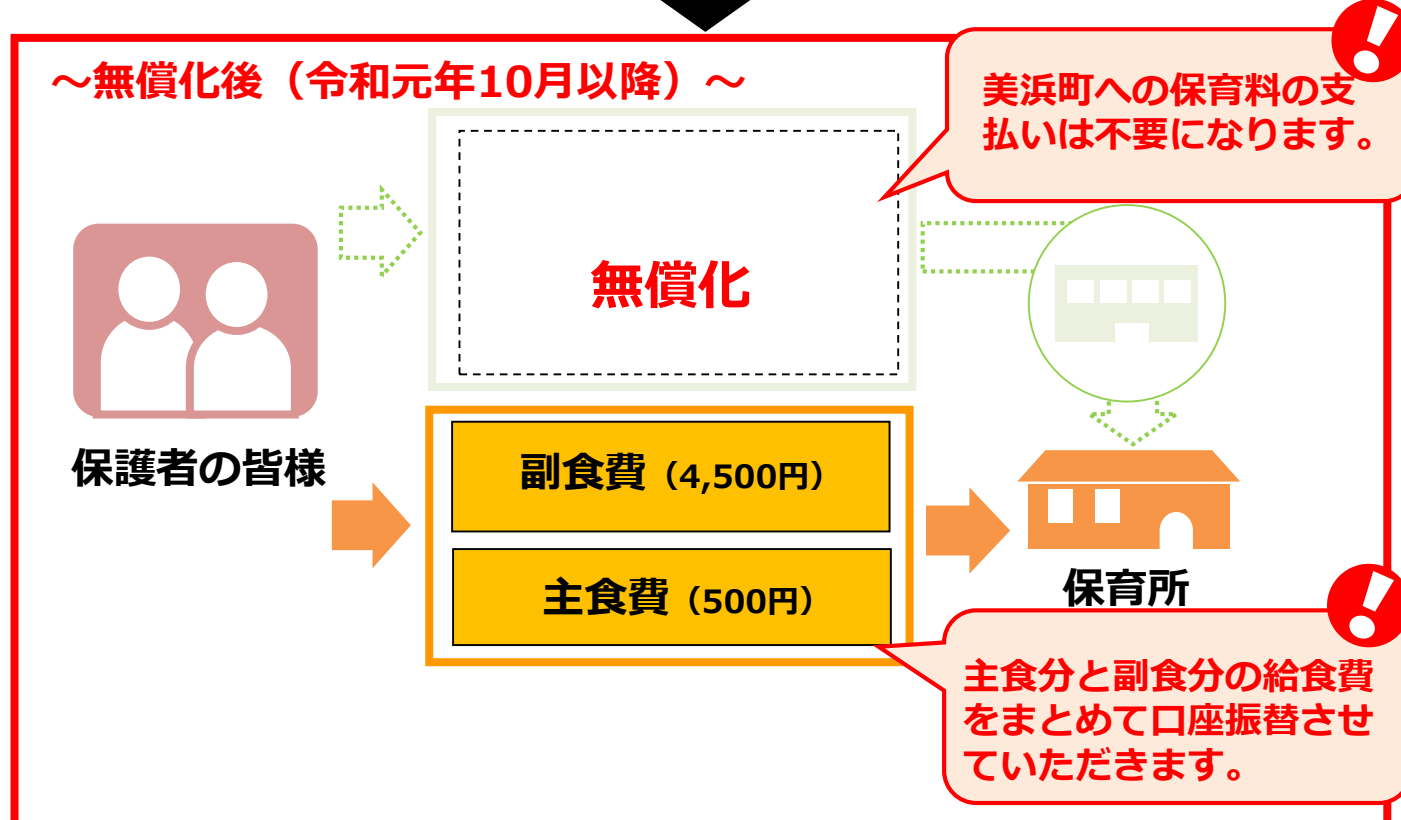 ～無償化後（令和元年10月以降）～
美浜町への保育料の支
払いは不要になります。
無償化
保護者の皆様
副食費（4,500円）
主食費（500円）
保育所
主食分と副食分の給食費
をまとめて口座振替させ
ていただきます。